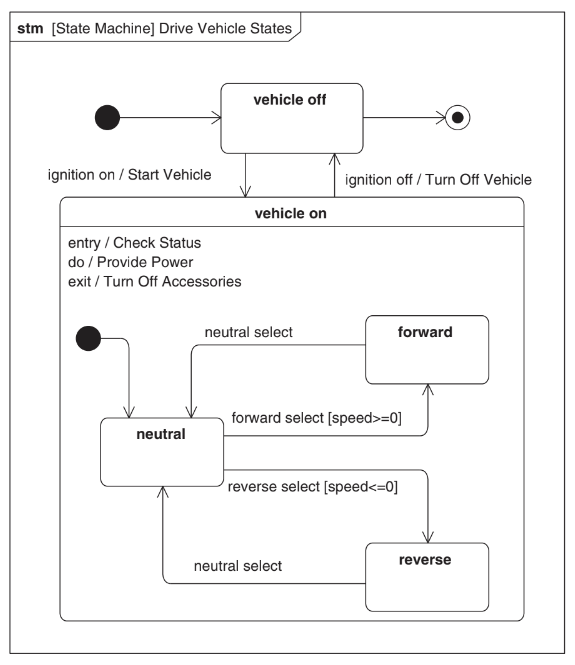 stm [State Machine] Drive Vehicle States
vehicle off
ignition on / Start Vehicle
ignition off / Turn Off Vehicle
vehicle on
entry / Check Status
do / Provide Power
exit / Turn Off Accessories
neutral select
forward
neutral
forward select [speed>=0]
reverse select [speed<=0]
neutral select
reverse